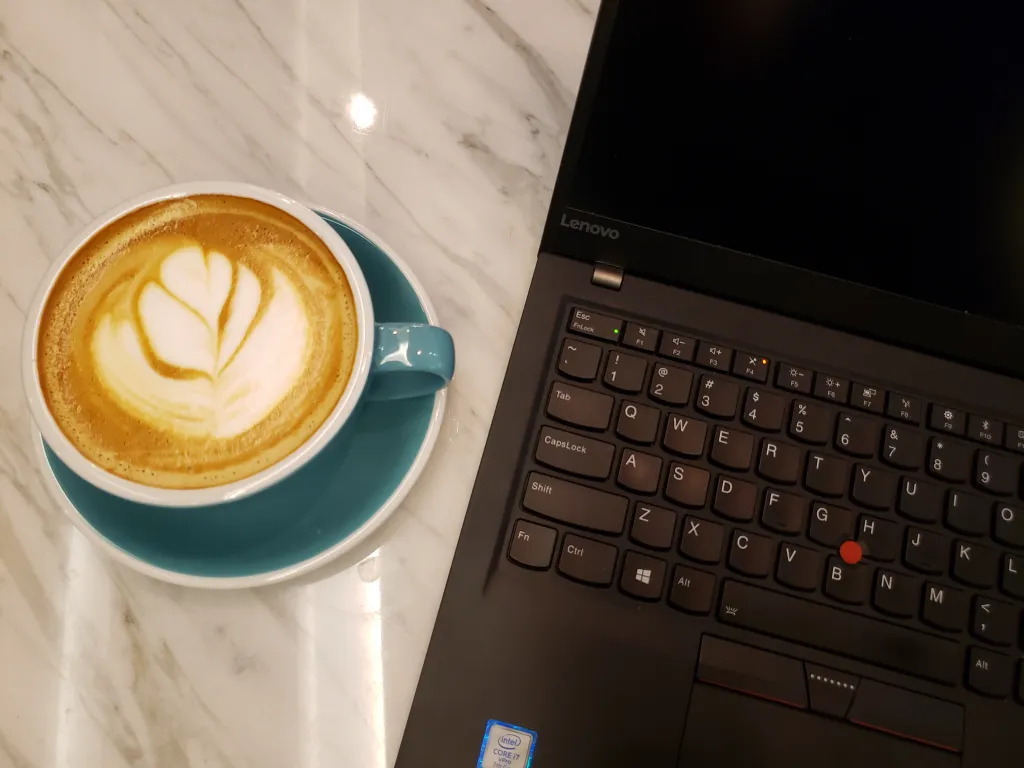 Lenovo
Esc
FnLock
F1
F2
F3
F4
F5
F6
F7
F8
F9
F10
~ `
! 1
@ 2
# 3
$ 4
% 5
^ 6
& 7
* 8
( 9
Tab
Q W E R T Y U I O
CapsLock
A S D F G H J K L
Shift
Z X C V B N M < ,
Fn
Ctrl
Alt
Alt
intel
CORE i7
vPro